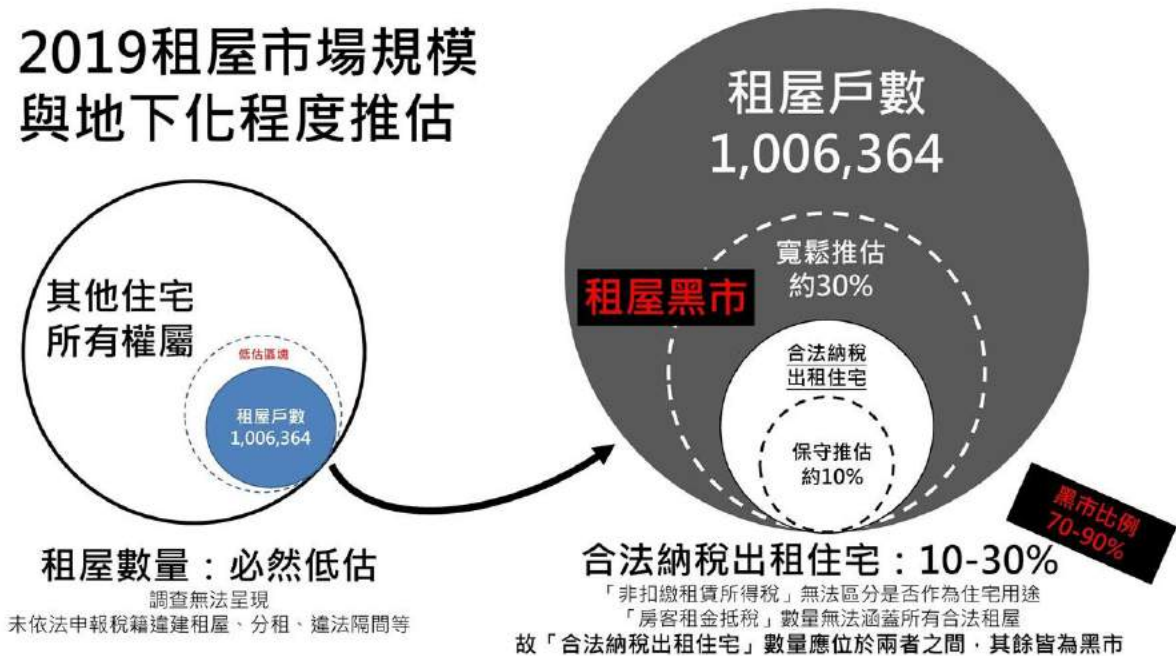 2019租屋市場規模
與地下化程度推估
其他住宅
所有權屬
低估區塊
租屋戶數
1,006,364
租屋數量：必然低估
調查無法呈現
未依法申報稅籍違建租屋、分租、違法隔間等
租屋戶數
1,006,364
寬鬆推估
約30%
租屋黑市
合法納稅
出租住宅
保守推估
約10%
黑市比例
70-90%
合法納稅出租住宅：10-30%
「非扣繳租賃所得稅」無法區分是否作為住宅用途
「房客租金抵稅」數量無法涵蓋所有合法租屋
故「合法納稅出租住宅」數量應位於兩者之間，其餘皆為黑市